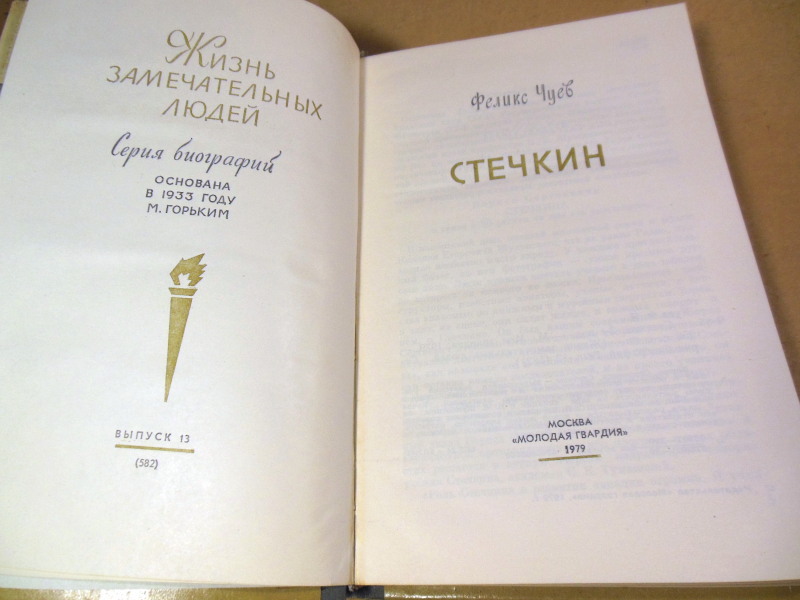 Жизнь
ЗАМЕЧАТЕЛЬНЫХ
ЛЮДЕЙ
Серия биографий
ОСНОВАНА
В 1933 ГОДУ
М. ГОРЬКИМ
ВЫПУСК 13
(582)
Феликс Чуев
СТЕЧКИН
МОСКВА
«МОЛОДАЯ ГВАРДИЯ»
1979